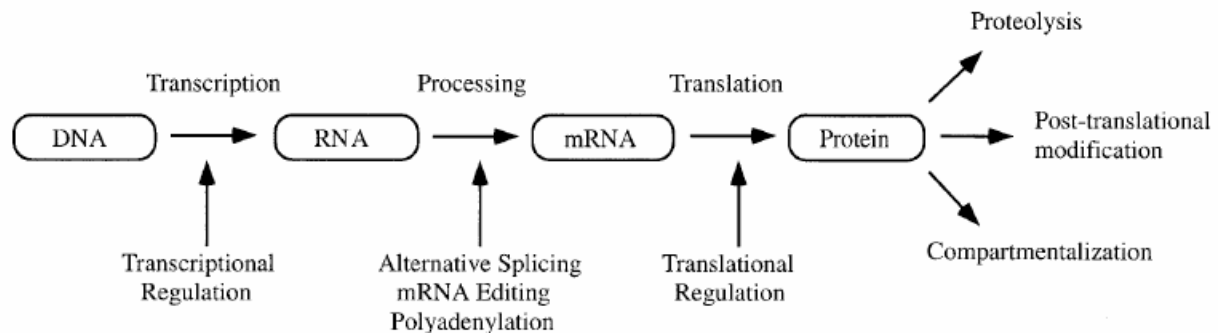 Proteolysis
Transcription
Processing
Translation
DNA
RNA
mRNA
Protein
Post-translational
modification
Compartmentalization
Transcriptional
Regulation
Alternative Splicing
mRNA Editing
Polyadenylation
Translational
Regulation